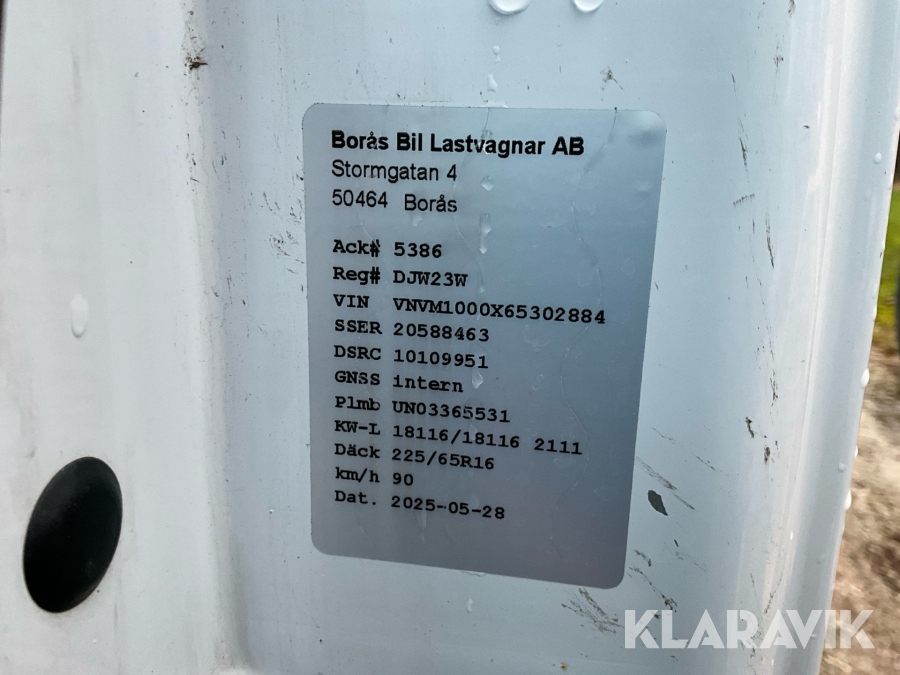 Borås Bil Lastvagnar AB
Stormgatan 4
50464 Borås
Ack# 5386
Reg# DJW23W
VIN VNVM1000X65302884
SSER 20588463
DSRC 10109951
GNSS intern
Plmb UN03365531
KW-L 18116/18116 2111
Däck 225/65R16
km/h 90
Dat. 2025-05-28
KLARAVIK